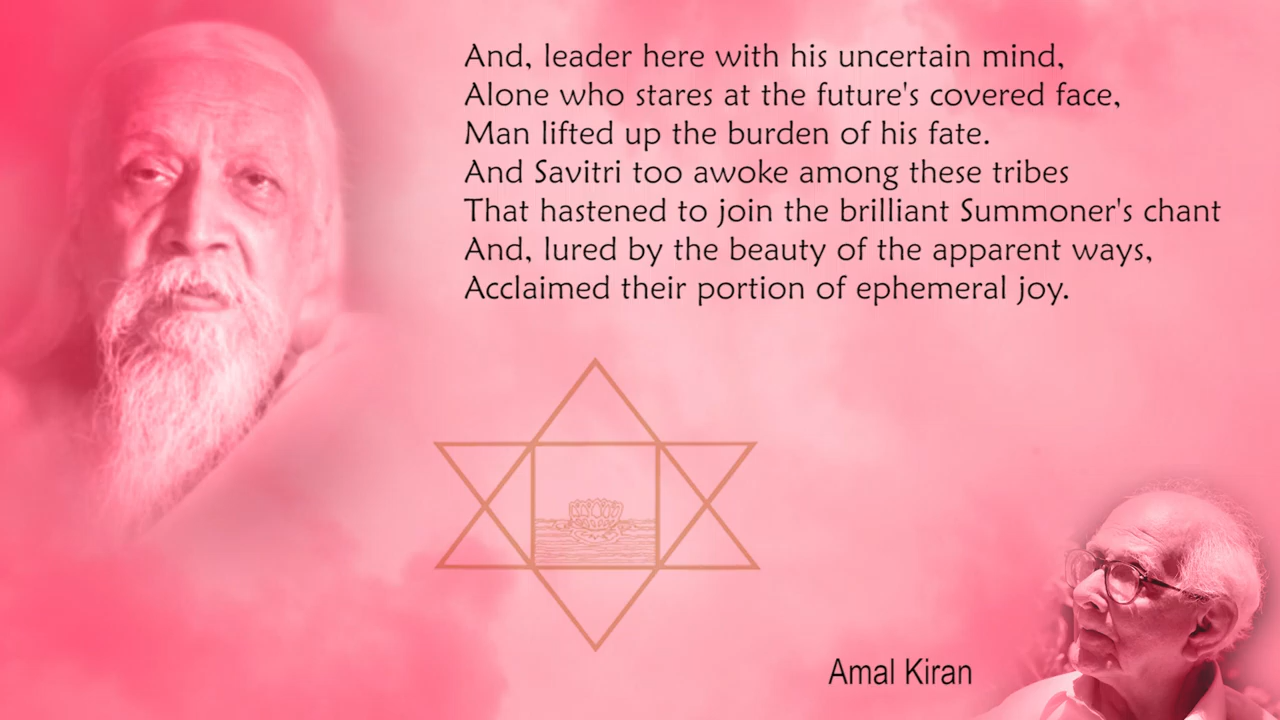 And, leader here with his uncertain mind,
Alone who stares at the future's covered face,
Man lifted up the burden of his fate.
And Savitri too awoke among these tribes
That hastened to join the brilliant Summoner's chant
And, lured by the beauty of the apparent ways,
Acclaimed their portion of ephemeral joy.
Amal Kiran